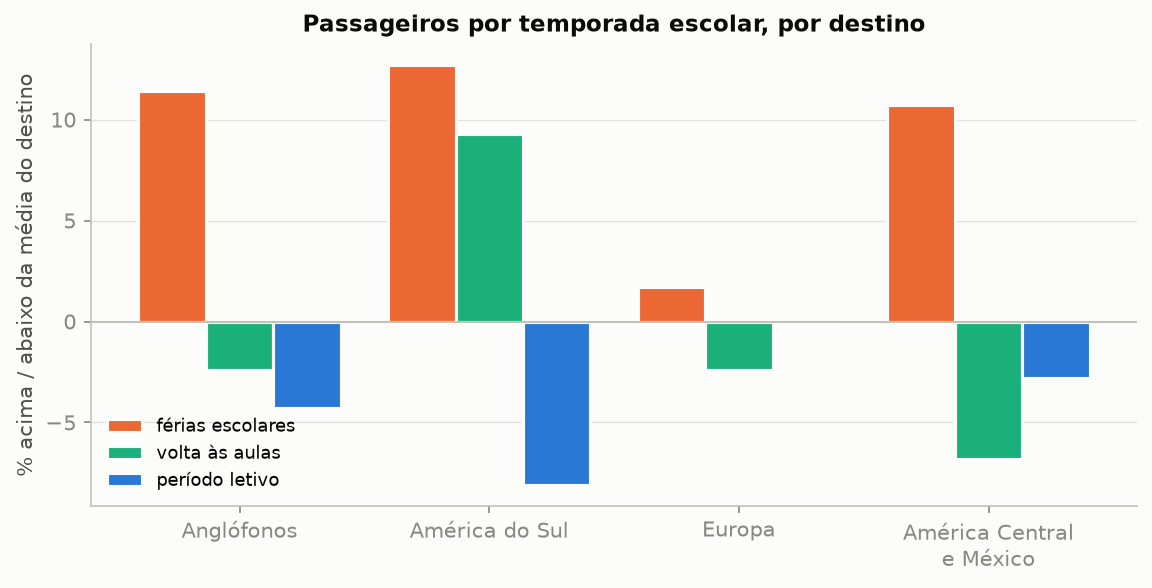 Passageiros por temporada escolar, por destino
% acima / abaixo da média do destino
10
5
0
−5
férias escolares
volta às aulas
período letivo
Anglófonos
América do Sul
Europa
América Central
e México